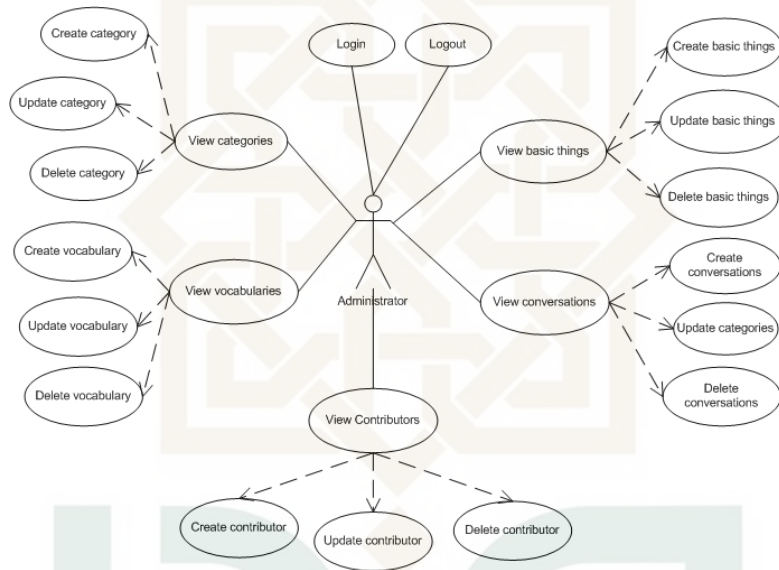 Create category
Login
Logout
Create basic things
Update category
Update basic things
View categories
View basic things
Delete category
Delete basic things
Create vocabulary
Create
conversations
View vocabularies
Administrator
View conversations
Update vocabulary
Update categories
Delete vocabulary
Delete
conversations
View Contributors
Create contributor
Update contributor
Delete contributor